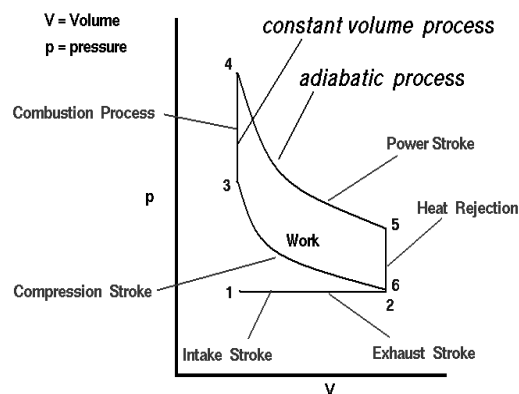 V = Volume
p = pressure
constant volume process
adiabatic process
4
Combustion Process
Power Stroke
3
p
5
Heat Rejection
Work
Compression Stroke
1
6
2
Intake Stroke
Exhaust Stroke
V